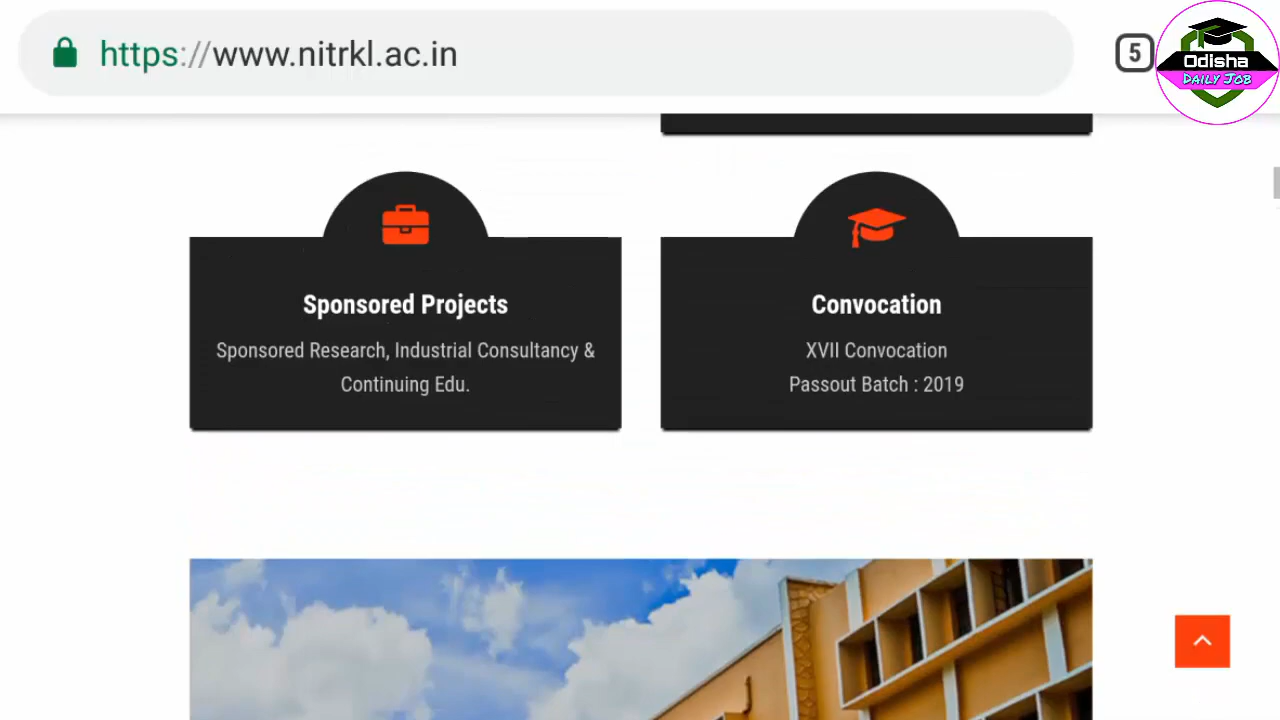 https://www.nitrkl.ac.in
5
Odisha
DAILY JOB
Sponsored Projects
Sponsored Research, Industrial Consultancy &
Continuing Edu.
Convocation
XVII Convocation
Passout Batch : 2019